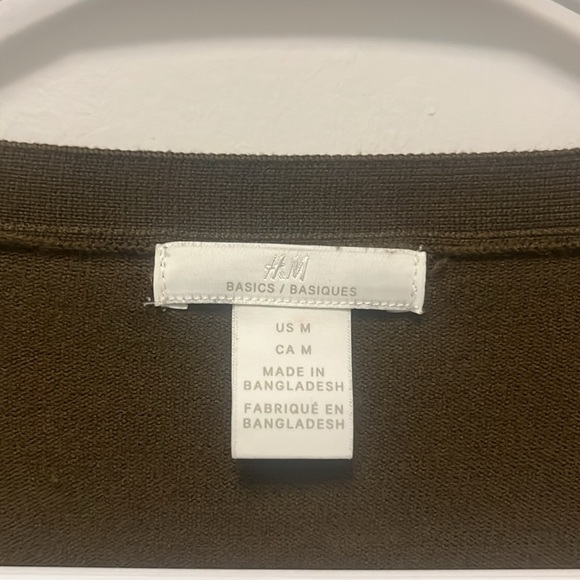 H&M
BASICS / BASIQUES
US M
CA M
MADE IN
BANGLADESH
FABRIQUÉ EN
BANGLADESH